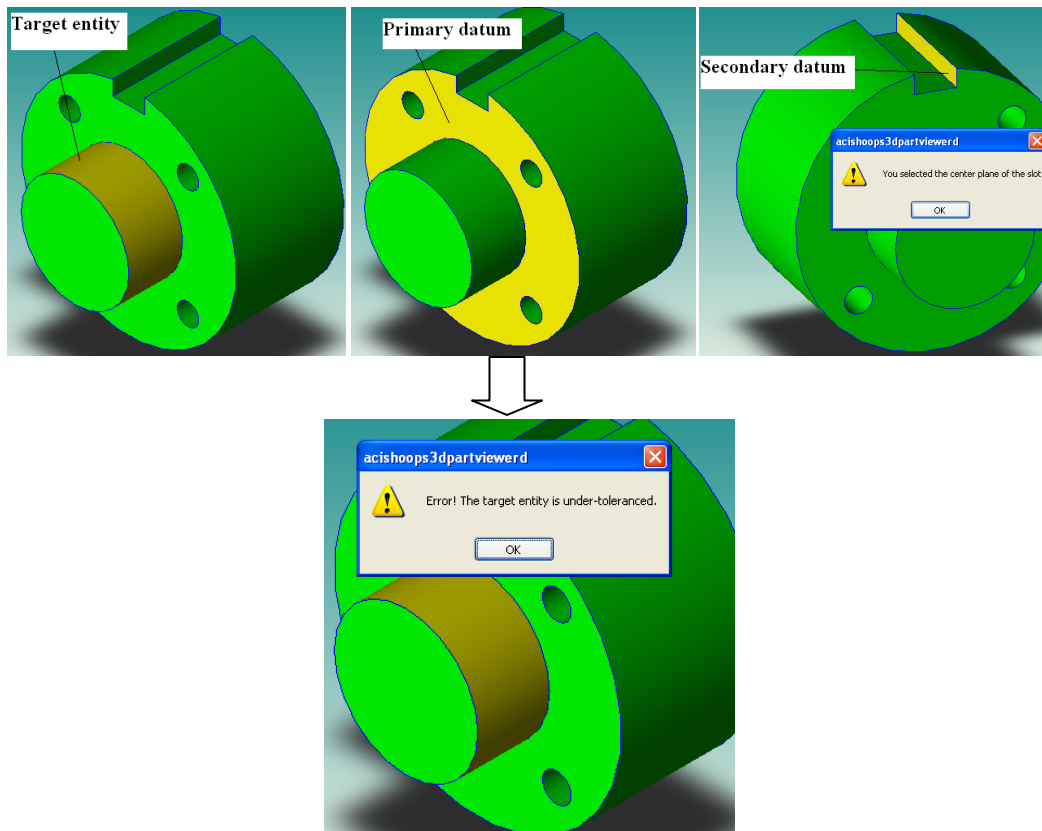 Target entity
Primary datum
Secondary datum
acishoops3dpartviewerd
You selected the center plane of the slot
OK
acishoops3dpartviewerd
Error! The target entity is under-toleranced.
OK